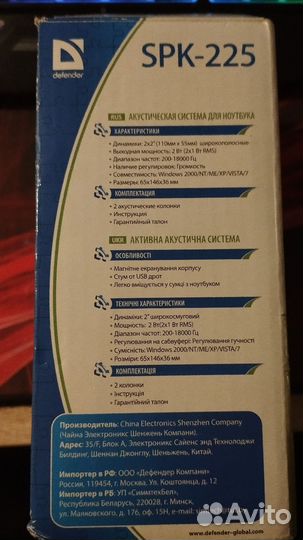 defender
SPK-225
RUS АКУСТИЧЕСКАЯ СИСТЕМА ДЛЯ НОУТБУКА
ХАРАКТЕРИСТИКИ
• Динамики: 2x2" (110мм x 55мм) широкополосные
• Выходная мощность: 2 Вт (2x1 Вт RMS)
• Диапазон частот: 200-18000 Гц
• Наличие регулировок: Громкость
• Совместимость: Windows 2000/NT/ME/XP/VISTA/7
• Размеры: 65x146x36 мм
КОМПЛЕКТАЦИЯ
• 2 акустические колонки
• Инструкция
• Гарантийный талон
UKR АКТИВНА АКУСТИЧНА СИСТЕМА
ОСОБЛИВОСТІ
• Магнітне екранування корпусу
• Стум от USB дрот
• Легко вміщується у сумці з ноутбуком
ТЕХНІЧНІ ХАРАКТЕРИСТИКИ
• Динаміки: 2" широкосмуговий
• Мощность: 2 Вт(2x1 Вт RMS)
• Діапазон частот: 200-18000 Гц
• Регулювання на сабвуфере: Регулювання гучності
• Сумісність: Windows 2000/NT/ME/XP/VISTA/7
• Розміри: 65x146x36 мм
КОМПЛЕКТАЦІЯ
• 2 колонки
• Інструкція
• Гарантійний талон
Производитель: China Electronics Shenzhen Company
(Чайна Электроникс Шенжень Компани).
Адрес: 35/F, Блок А, Электроникс Сайенс энд Технолоджи
Билдинг, Шеннан Джонглу, Шеньжень, Китай.
Импортер в РФ: ООО «Дефендер Компани»
Россия, 119454, г. Москва, Ул. Коштоянца, д. 12
Импортер в РБ: УП «СиматехБел»,
Республика Беларусь, 220028, г. Минск,
ул. Маяковского, д. 176, оф. 15Н, e-mail:
www.defender-global.com
Avito